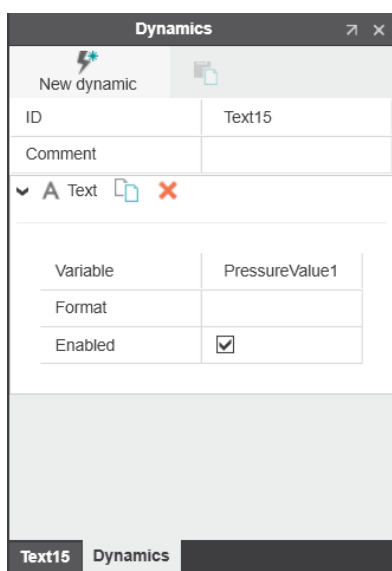 Dynamics
New dynamic
ID Text15
Comment
Text
Variable PressureValue1
Format
Enabled
Text15 Dynamics